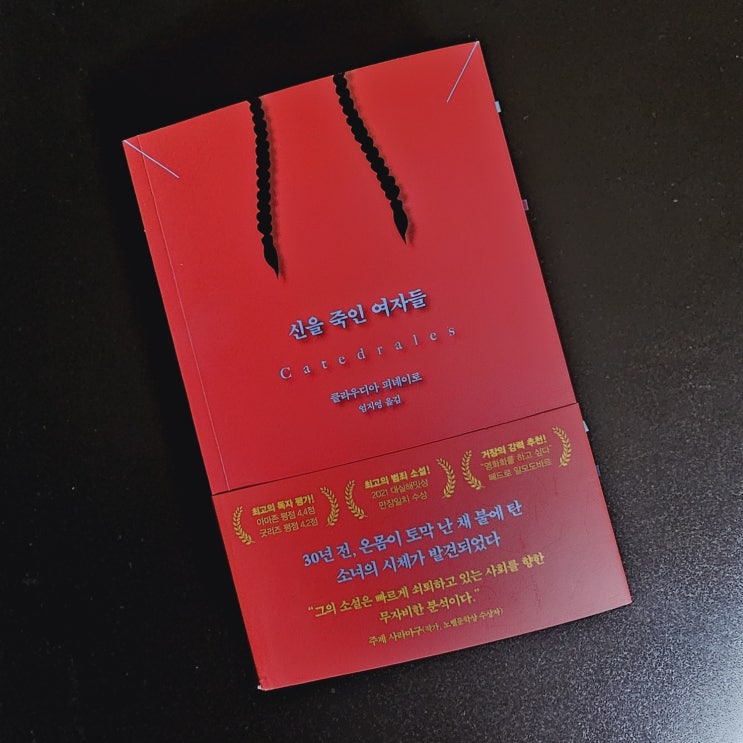 신을 죽인 여자들
Catedrales
클라우디아 피녜이로
엄지영 옮김
최고의 독자 평가!
아마존 평점 4.4점
굿리즈 평점 4.2점
최고의 범죄 소설!
2021 대실해밋상
만장일치 수상
거장의 강력 추천!
"영화화를 하고 싶다"
페드로 알모도바르
30년 전, 온몸이 토막 난 채 불에 탄
소녀의 시체가 발견되었다
"그의 소설은 빠르게 쇠퇴하고 있는 사회를 향한
무자비한 분석이다."
주제 사라마구(작가, 노벨문학상 수상자)